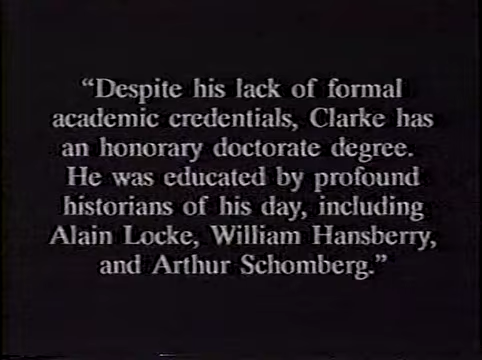 “Despite his lack of formal
academic credentials, Clarke has
an honorary doctorate degree.
He was educated by profound
historians of his day, including
Alain Locke, William Hansberry,
and Arthur Schomberg.”